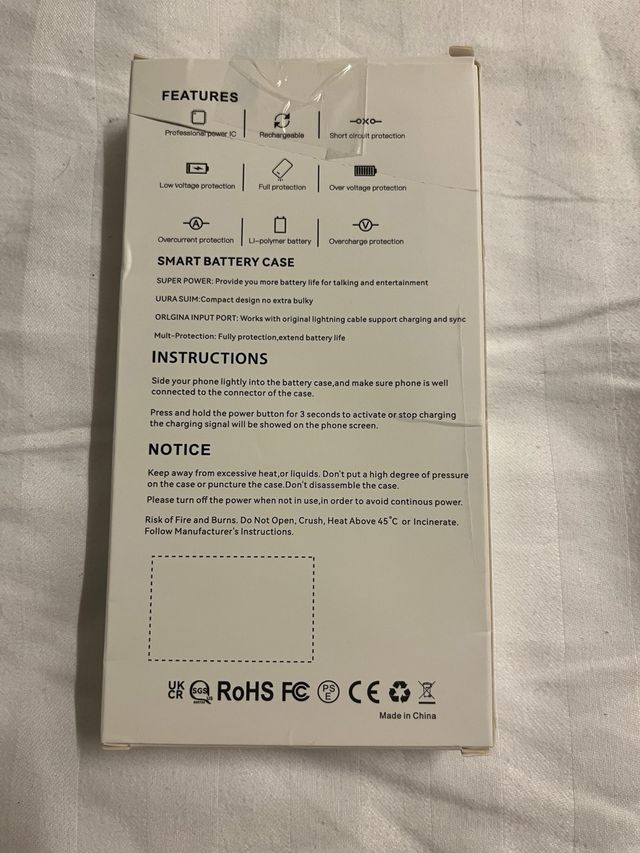 FEATURES
Professional power IC
Rechargeable
Short circuit protection
Low voltage protection
Full protection
Over voltage protection
A
V
Overcurrent protection
Li-polymer battery
Overcharge protection
SMART BATTERY CASE
SUPER POWER: Provide you more battery life for talking and entertainment
UURA SUIM:Compact design no extra bulky
ORLGINA INPUT PORT: Works with original lightning cable support charging and sync
Mult-Protection: Fully protection,extend battery life
INSTRUCTIONS
Side your phone lightly into the battery case,and make sure phone is well
connected to the connector of the case.
Press and hold the power button for 3 seconds to activate or stop charging
the charging signal will be showed on the phone screen.
NOTICE
Keep away from excessive heat,or liquids. Don't put a high degree of pressure
on the case or puncture the case.Don't disassemble the case.
Please turn off the power when not in use,in order to avoid continous power.
Risk of Fire and Burns. Do Not Open, Crush, Heat Above 45˚C or Incinerate.
Follow Manufacturer's Instructions.
UK CR SGS RoHS FC PS E CE
Made in China